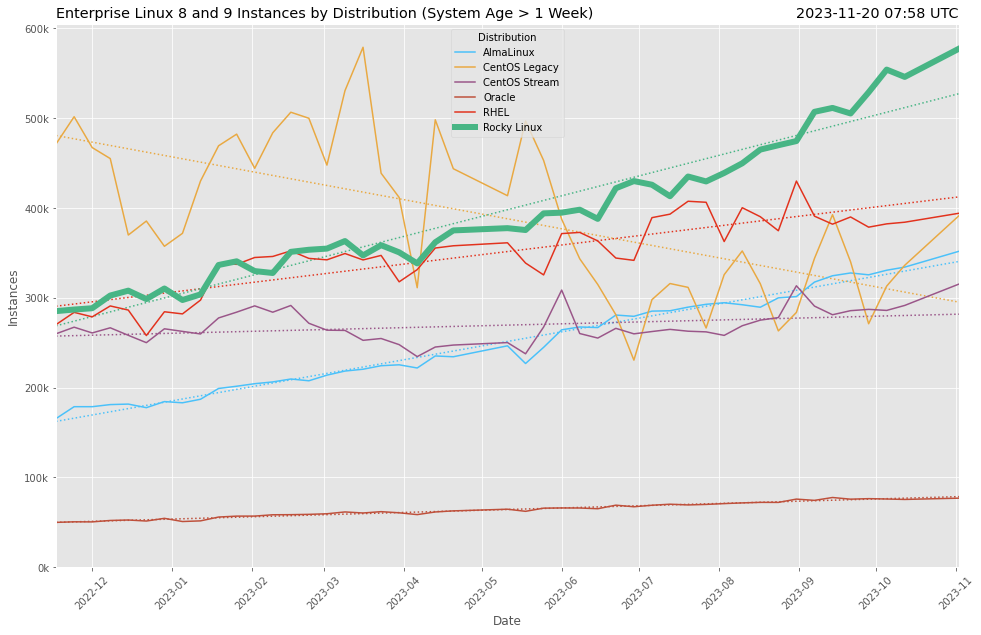 Enterprise Linux 8 and 9 Instances by Distribution (System Age > 1 Week)
2023-11-20 07:58 UTC
Distribution
AlmaLinux
CentOS Legacy
CentOS Stream
Oracle
RHEL
Rocky Linux
Instances
600k
500k
400k
300k
200k
100k
0k
2022-12
2023-01
2023-02
2023-03
2023-04
2023-05
2023-06
2023-07
2023-08
2023-09
2023-10
2023-11
Date